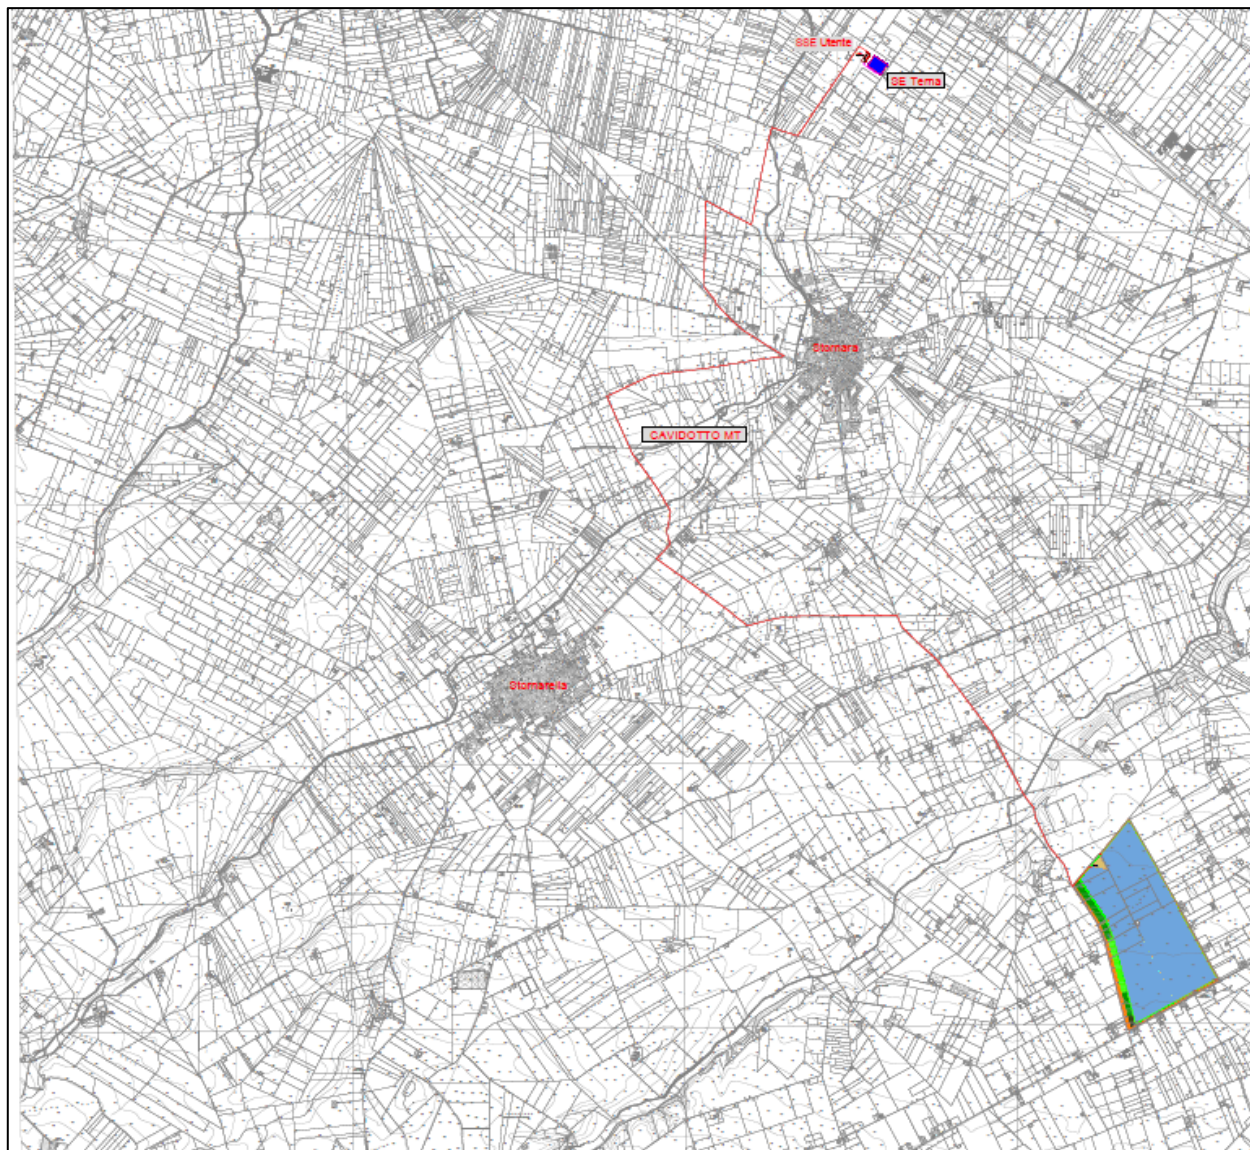 SSE Utente
SE Terna
Stornara
CAVIDOTTO MT
Stornarella